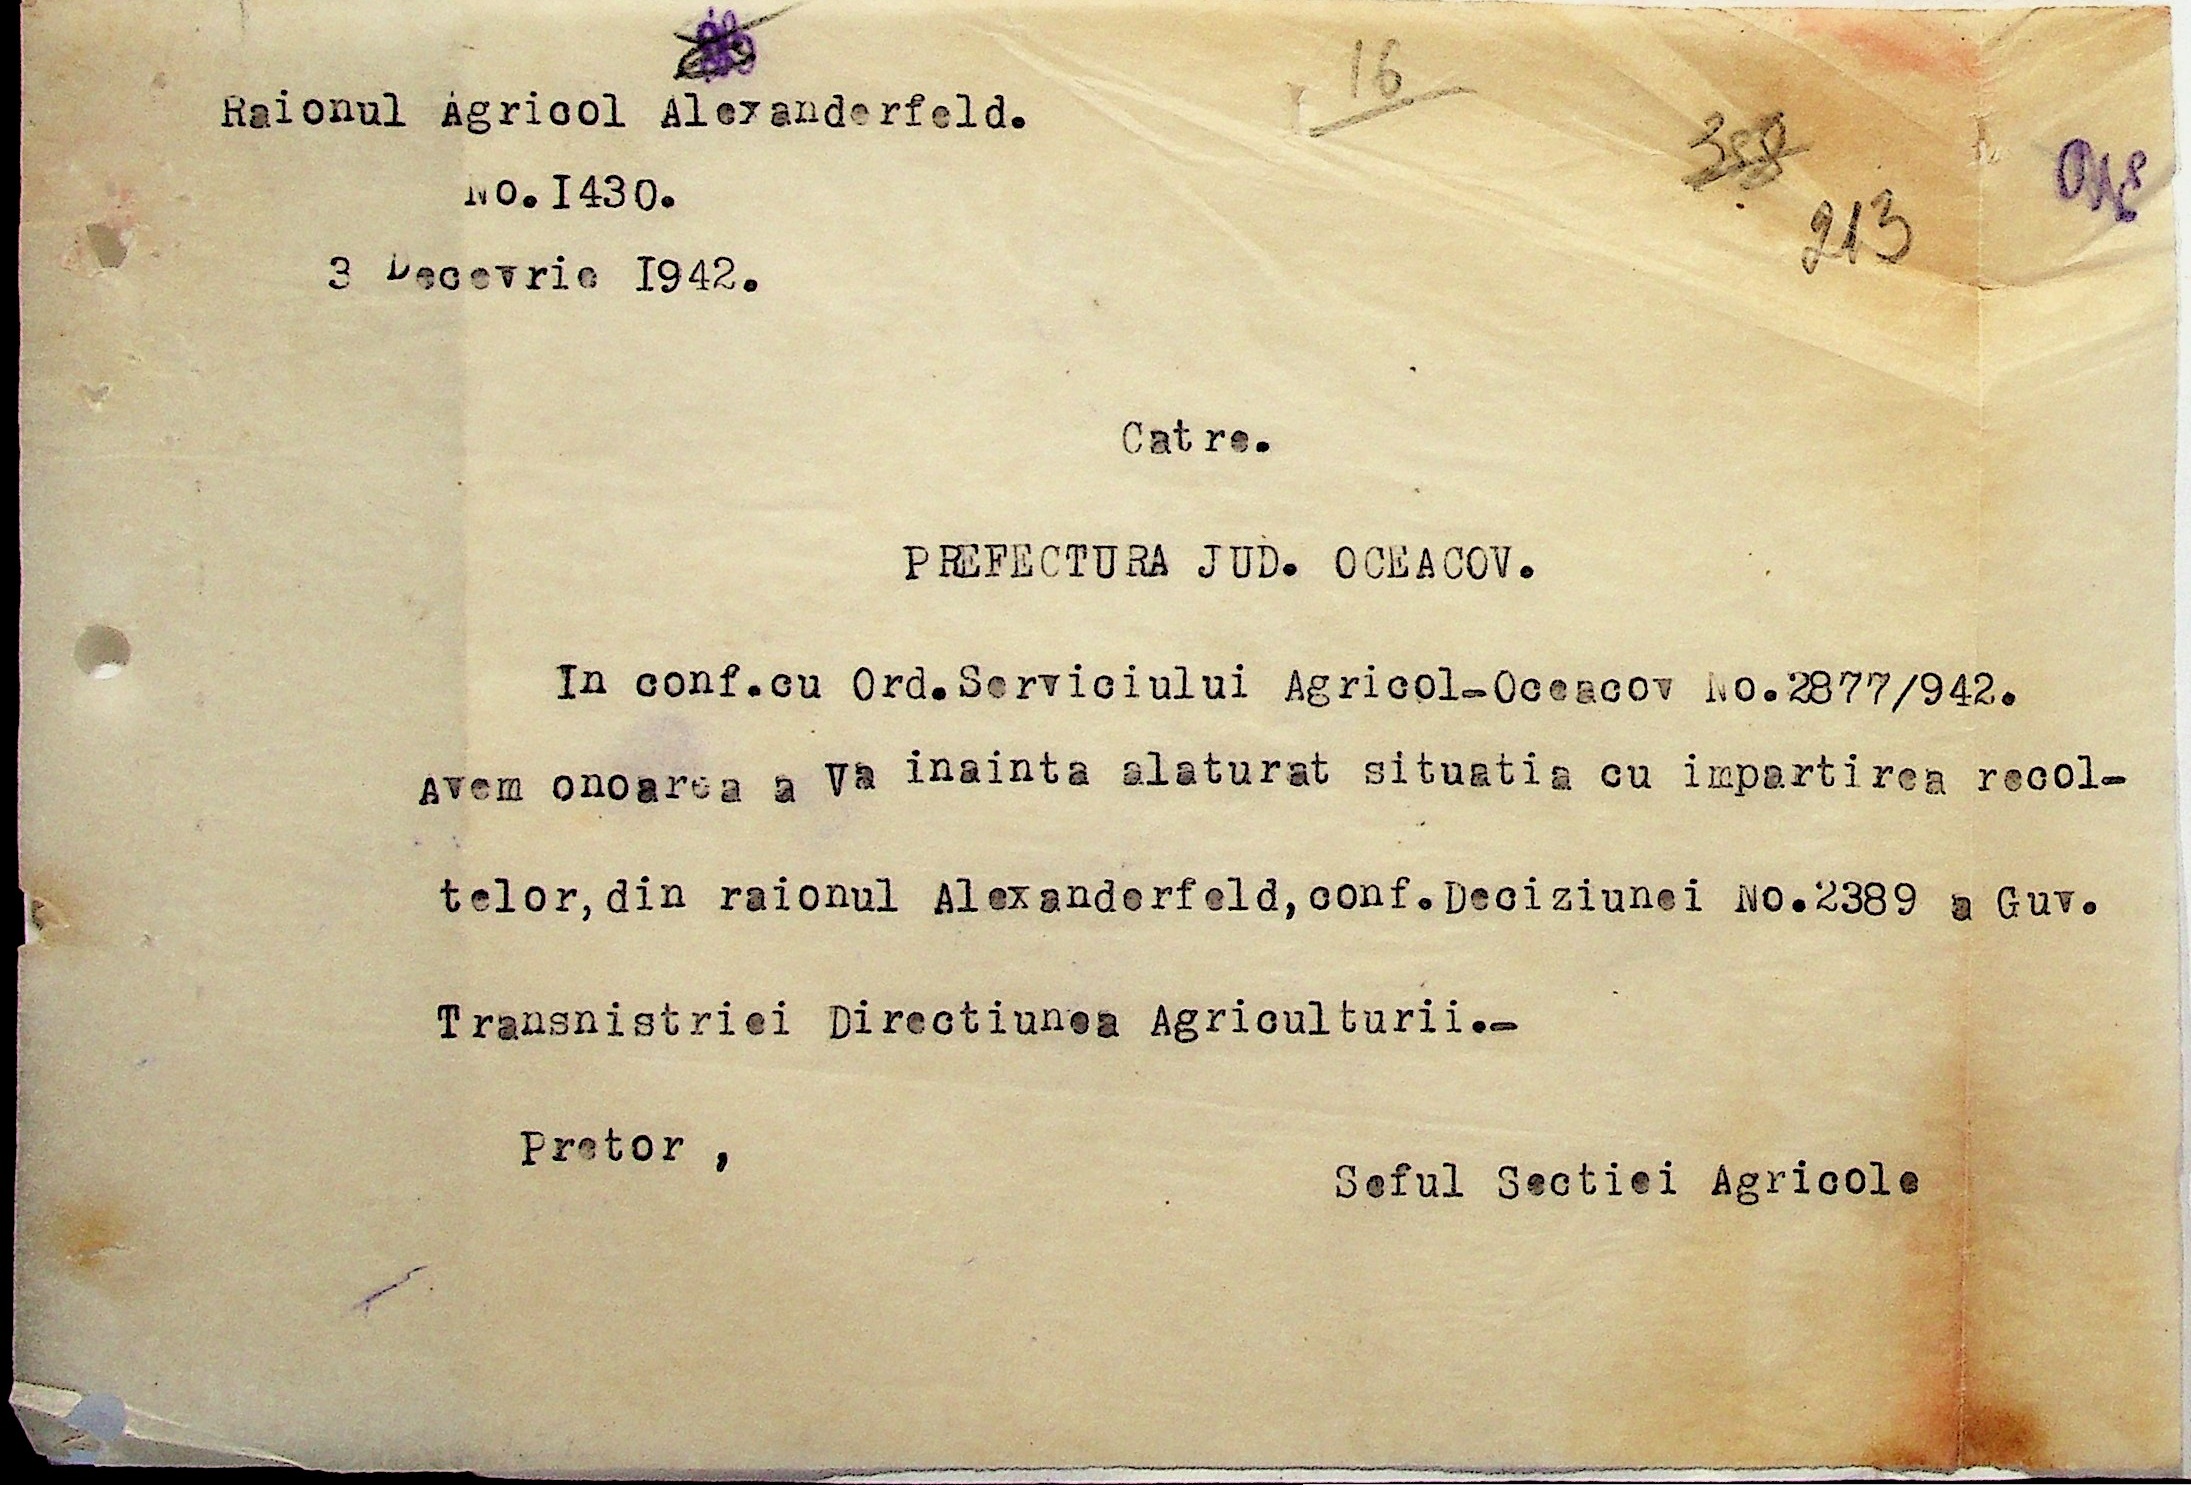 Raionul Agricol Alexanderfeld.
16
No.I430.
213
3 Decevrie I942.
Catre.
PREFECTURA JUD. OCEACOV.
In conf.cu Ord.Serviciului Agricol-Oceacov No.2877/942.
Avem onoarea a Va inainta alaturat situatia cu impartirea recol-
telor,din raionul Alexanderfeld,conf.Deciziunei No.2389 a Guv.
Transnistriei Directiunea Agriculturii.-
Pretor ,
Seful Sectiei Agricole